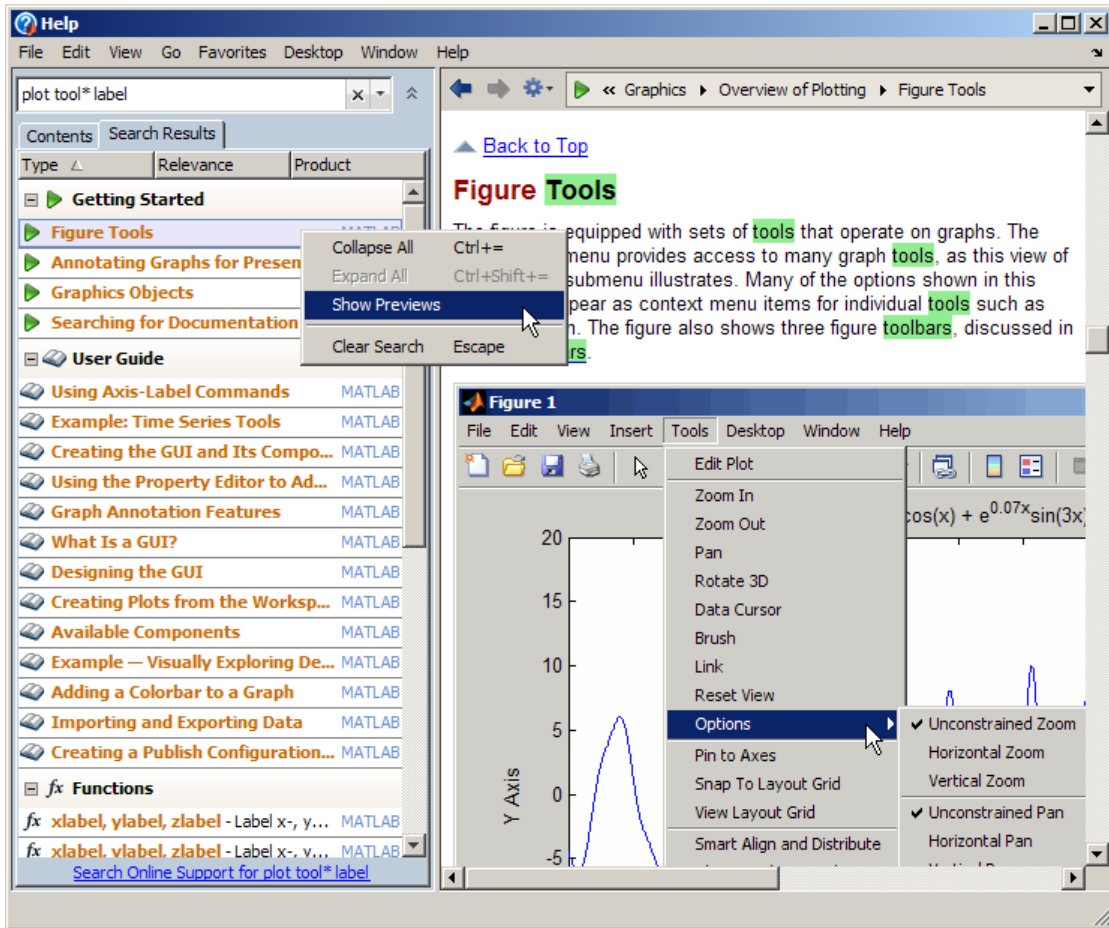 Help
File Edit View Go Favorites Desktop Window Help
plot tool* label
« Graphics Overview of Plotting Figure Tools
Contents Search Results
Type Relevance Product
Getting Started
Figure Tools
Annotating Graphs for Presen
Graphics Objects
Searching for Documentation
User Guide
Using Axis-Label Commands MATLAB
Example: Time Series Tools MATLAB
Creating the GUI and Its Compo... MATLAB
Using the Property Editor to Ad... MATLAB
Graph Annotation Features MATLAB
What Is a GUI? MATLAB
Designing the GUI MATLAB
Creating Plots from the Worksp... MATLAB
Available Components MATLAB
Example — Visually Exploring De... MATLAB
Adding a Colorbar to a Graph MATLAB
Importing and Exporting Data MATLAB
Creating a Publish Configuration... MATLAB
fx Functions
fx xlabel, ylabel, zlabel - Label x-, y... MATLAB
fx xlabel, ylabel, zlabel - Label x-, y... MATLAB
Search Online Support for plot tool* label
Collapse All Ctrl+=
Expand All Ctrl+Shift+=
Show Previews
Clear Search Escape
Back to Top
Figure Tools
equipped with sets of tools that operate on graphs. The
menu provides access to many graph tools, as this view of
submenu illustrates. Many of the options shown in this
pear as context menu items for individual tools such as
n. The figure also shows three figure toolbars, discussed in
rs.
Figure 1
File Edit View Insert Tools Desktop Window Help
cos(x) + e^0.07x sin(3x)
20
15
10
5
0
-5
Y Axis
Edit Plot
Zoom In
Zoom Out
Pan
Rotate 3D
Data Cursor
Brush
Link
Reset View
Options
Pin to Axes
Snap To Layout Grid
View Layout Grid
Smart Align and Distribute
Unconstrained Zoom
Horizontal Zoom
Vertical Zoom
Unconstrained Pan
Horizontal Pan